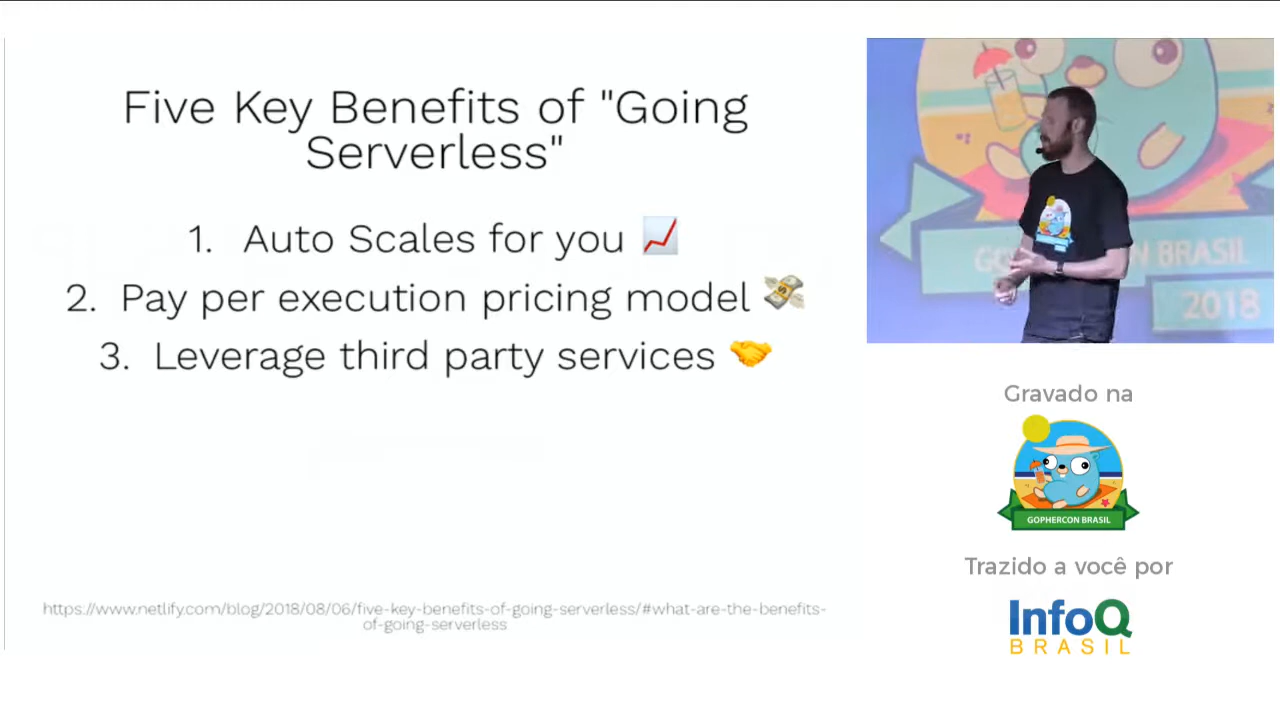 Five Key Benefits of "Going
Serverless"
1. Auto Scales for you
2. Pay per execution pricing model
3. Leverage third party services
https://www.netlify.com/blog/2018/08/06/five-key-benefits-of-going-serverless/#what-are-the-benefits-
of-going-serverless
BRASIL
2018
Gravado na
GOPHERCON BRASIL
Trazido a você por
InfoQ
BRASIL